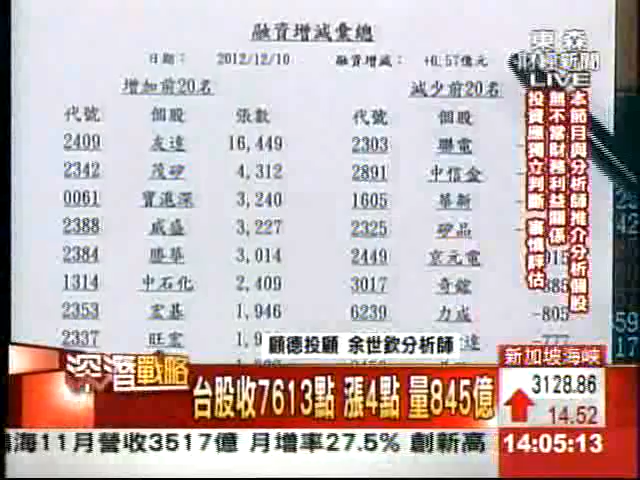 融資增減彙總
日期： 2012/12/10 融資增減： +0.57億元
增加前20名 減少前20名
代號 個股 張數 代號 個股
2409 友達 16,449 2303 聯電
2342 茂矽 4,312 2891 中信金
0061 寶滬深 3,240 1605 華新
2388 威盛 3,227 2325 矽品
2384 勝華 3,014 2449 京元電 915
1314 中石化 2,409 3017 奇鋐 885
2353 宏碁 1,946 6239 力成 -805
2337 旺宏 達 -777
東森
財經新聞
LIVE
本節目與分析師推介分析個股
無不當財務利益關係
投資應獨立判斷 審慎評估
顧德投顧 余世欽分析師
深潛戰略
台股收7613點 漲4點 量845億
新加坡海峽
3128.86
14.52
海11月營收3517億 月增率27.5% 創新高
14:05:13